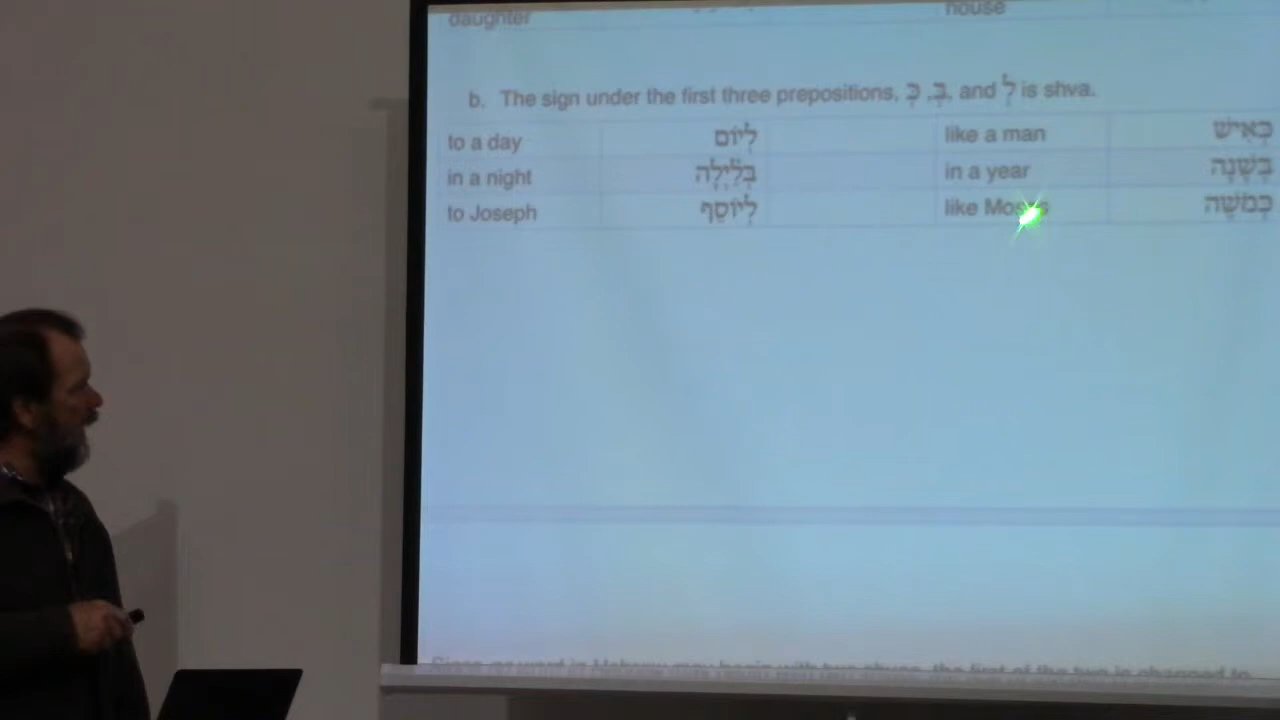 daughter house
b. The sign under the first three prepositions, בְּ, כְּ, and לְ is shva.
to a day לְיוֹם like a man כְּאִישׁ
in a night בְּלַיְלָה in a year בְּשָׁנָה
to Joseph לְיוֹסֵף like כְּמֹשֶׁה